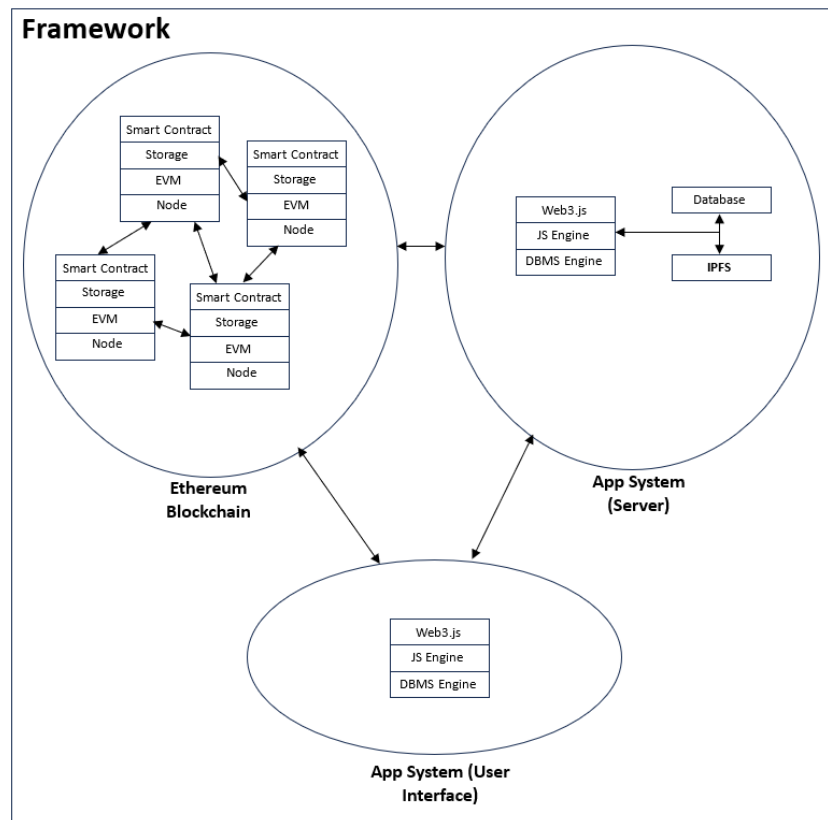 Framework
Smart Contract
Storage
EVM
Node
Smart Contract
Storage
EVM
Node
Smart Contract
Storage
EVM
Node
Smart Contract
Storage
EVM
Node
Ethereum
Blockchain
Web3.js
JS Engine
DBMS Engine
Database
IPFS
App System
(Server)
Web3.js
JS Engine
DBMS Engine
App System (User
Interface)